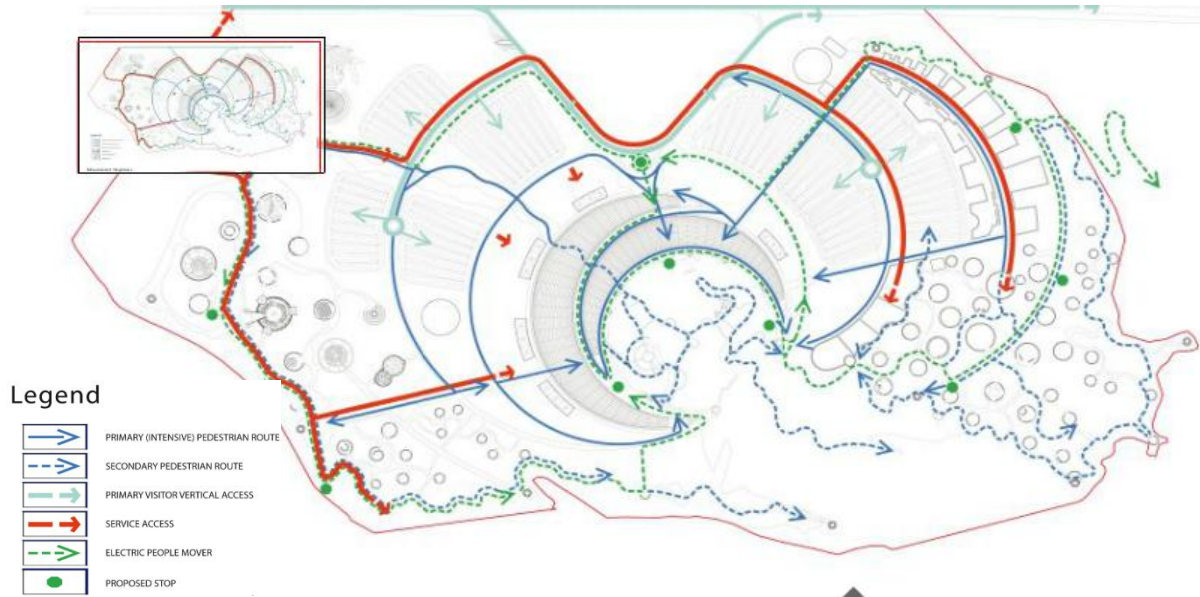 Legend
PRIMARY (INTENSIVE) PEDESTRIAN ROUTE
SECONDARY PEDESTRIAN ROUTE
PRIMARY VISITOR VERTICAL ACCESS
SERVICE ACCESS
ELECTRIC PEOPLE MOVER
PROPOSED STOP